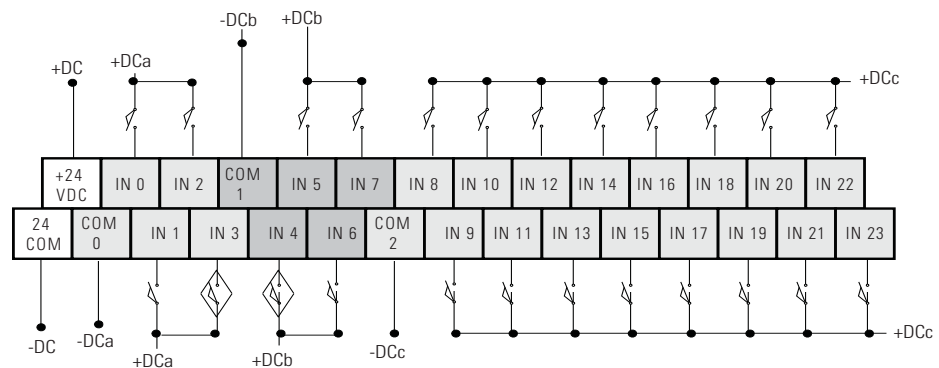 -DCb
+DCb
+DC
+DCa
+DCc
+24 VDC
IN 0
IN 2
COM 1
IN 5
IN 7
IN 8
IN 10
IN 12
IN 14
IN 16
IN 18
IN 20
IN 22
24 COM
COM 0
IN 1
IN 3
IN 4
IN 6
COM 2
IN 9
IN 11
IN 13
IN 15
IN 17
IN 19
IN 21
IN 23
-DC
-DCa
+DCa
+DCb
-DCc
+DCc